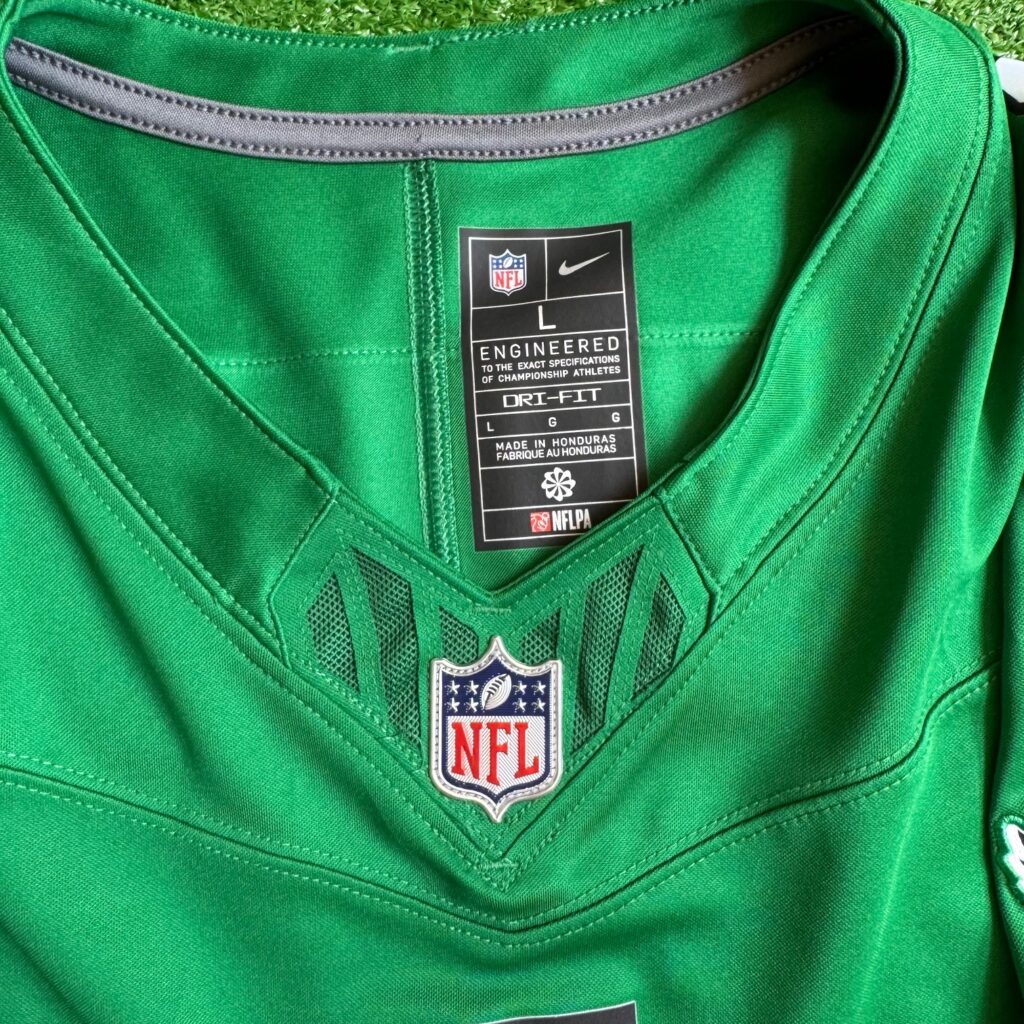 NFL
L
ENGINEERED
TO THE EXACT SPECIFICATIONS
OF CHAMPIONSHIP ATHLETES
DRI-FIT
L G G
MADE IN HONDURAS
FABRIQUE AU HONDURAS
NFLPA
NFL